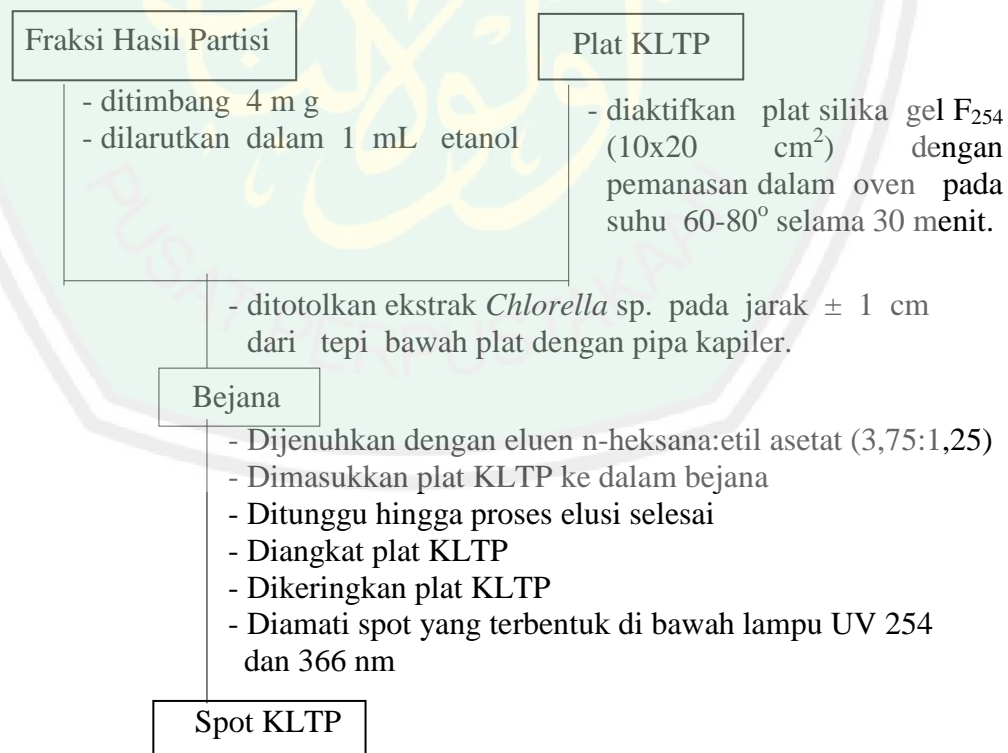 Fraksi Hasil Partisi
- ditimbang 4 m g
- dilarutkan dalam 1 mL etanol
Plat KLTP
- diaktifkan plat silika gel F₂₅₄
(10x20 cm²) dengan
pemanasan dalam oven pada
suhu 60-80° selama 30 menit.
- ditotolkan ekstrak Chlorella sp. pada jarak ± 1 cm
dari tepi bawah plat dengan pipa kapiler.
Bejana
- Dijenuhkan dengan eluen n-heksana:etil asetat (3,75:1,25)
- Dimasukkan plat KLTP ke dalam bejana
- Ditunggu hingga proses elusi selesai
- Diangkat plat KLTP
- Dikeringkan plat KLTP
- Diamati spot yang terbentuk di bawah lampu UV 254
dan 366 nm
Spot KLTP
PUSAT PERPUSTAKAAN